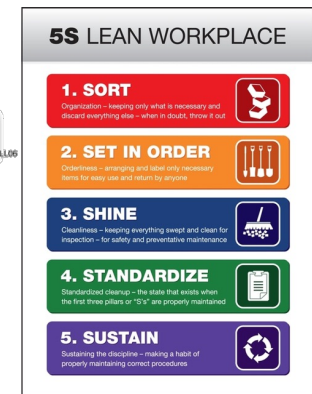 5S LEAN WORKPLACE
1. SORT
Organization – keeping only what is necessary and
discard everything else – when in doubt, throw it out
2. SET IN ORDER
Orderliness – arranging and label only necessary
items for easy use and return by anyone
3. SHINE
Cleanliness – keeping everything swept and clean for
inspection – for safety and preventative maintenance
4. STANDARDIZE
Standardized cleanup – the state that exists when
the first three pillars or "S's" are properly maintained
5. SUSTAIN
Sustaining the discipline – making a habit of
properly maintaining correct procedures